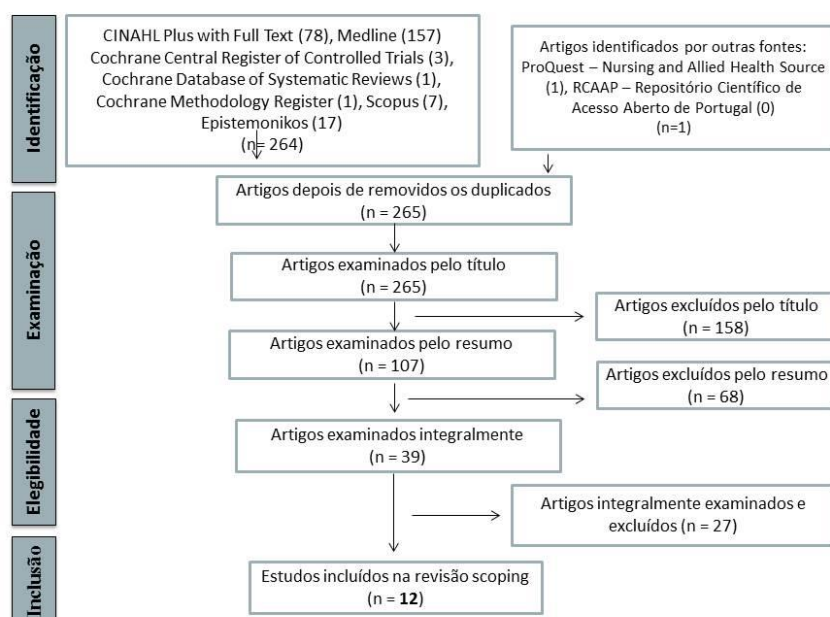 Identificação
CINAHL Plus with Full Text (78), Medline (157)
Cochrane Central Register of Controlled Trials (3),
Cochrane Database of Systematic Reviews (1),
Cochrane Methodology Register (1), Scopus (7),
Epistemonikos (17)
(n= 264)
Artigos identificados por outras fontes:
ProQuest – Nursing and Allied Health Source
(1), RCAAP – Repositório Científico de
Acesso Aberto de Portugal (0)
(n=1)
Examinação
Artigos depois de removidos os duplicados
(n = 265)
Artigos examinados pelo título
(n = 265)
Artigos excluídos pelo título
(n = 158)
Artigos examinados pelo resumo
(n = 107)
Artigos excluídos pelo resumo
(n = 68)
Elegibilidade
Artigos examinados integralmente
(n = 39)
Artigos integralmente examinados e
excluídos (n = 27)
Inclusão
Estudos incluídos na revisão scoping
(n = 12)